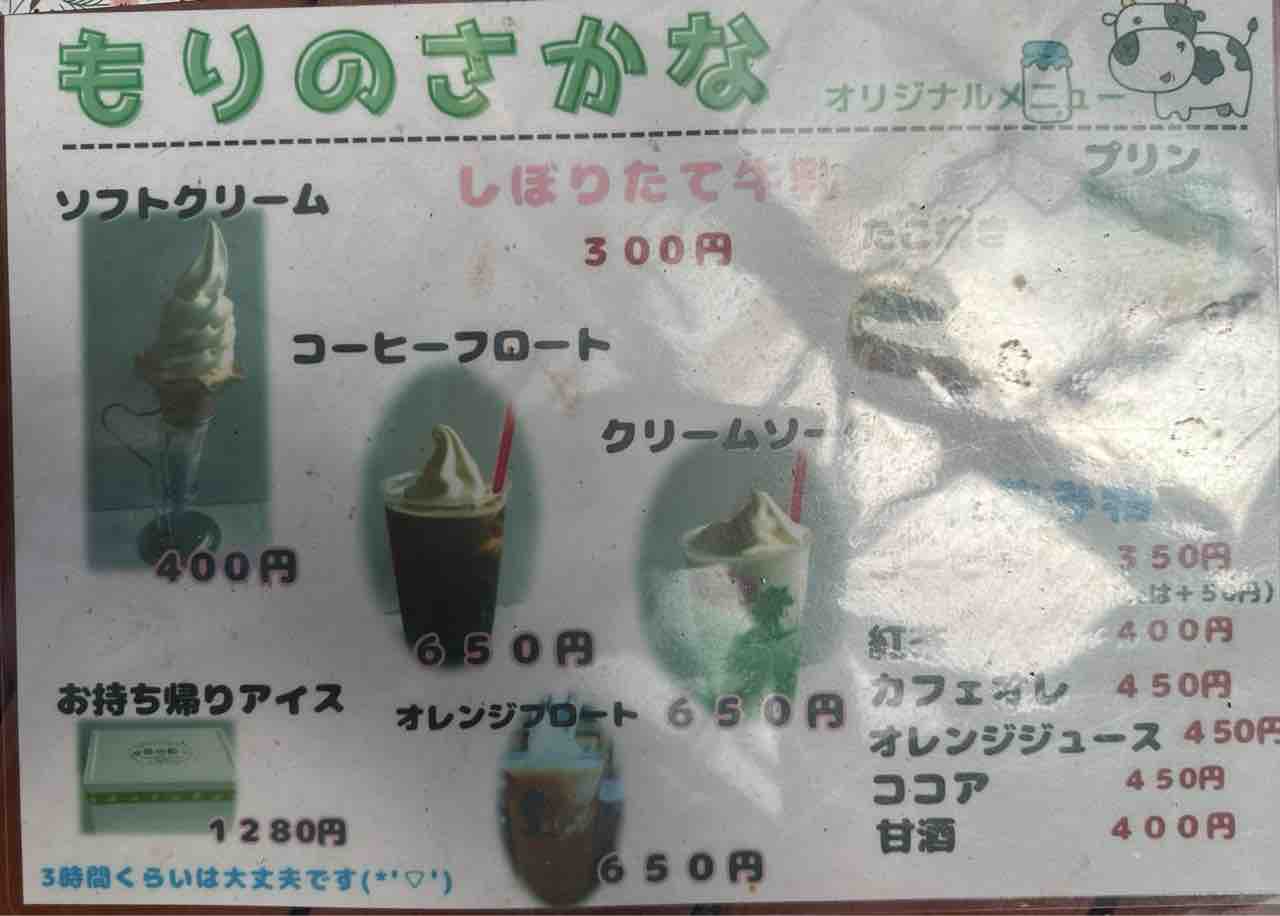 もりのさかな
オリジナルメニュー
ソフトクリーム
400円
しぼりたて牛乳
300円
コーヒーフロート
650円
クリームソー
650円
お持ち帰りアイス
1280円
3時間くらいは大丈夫です(*'▽')
オレンジフロート
650円
プリン
350円
は+50円)
紅茶 400円
カフェオレ 450円
オレンジジュース 450円
ココア 450円
甘酒 400円